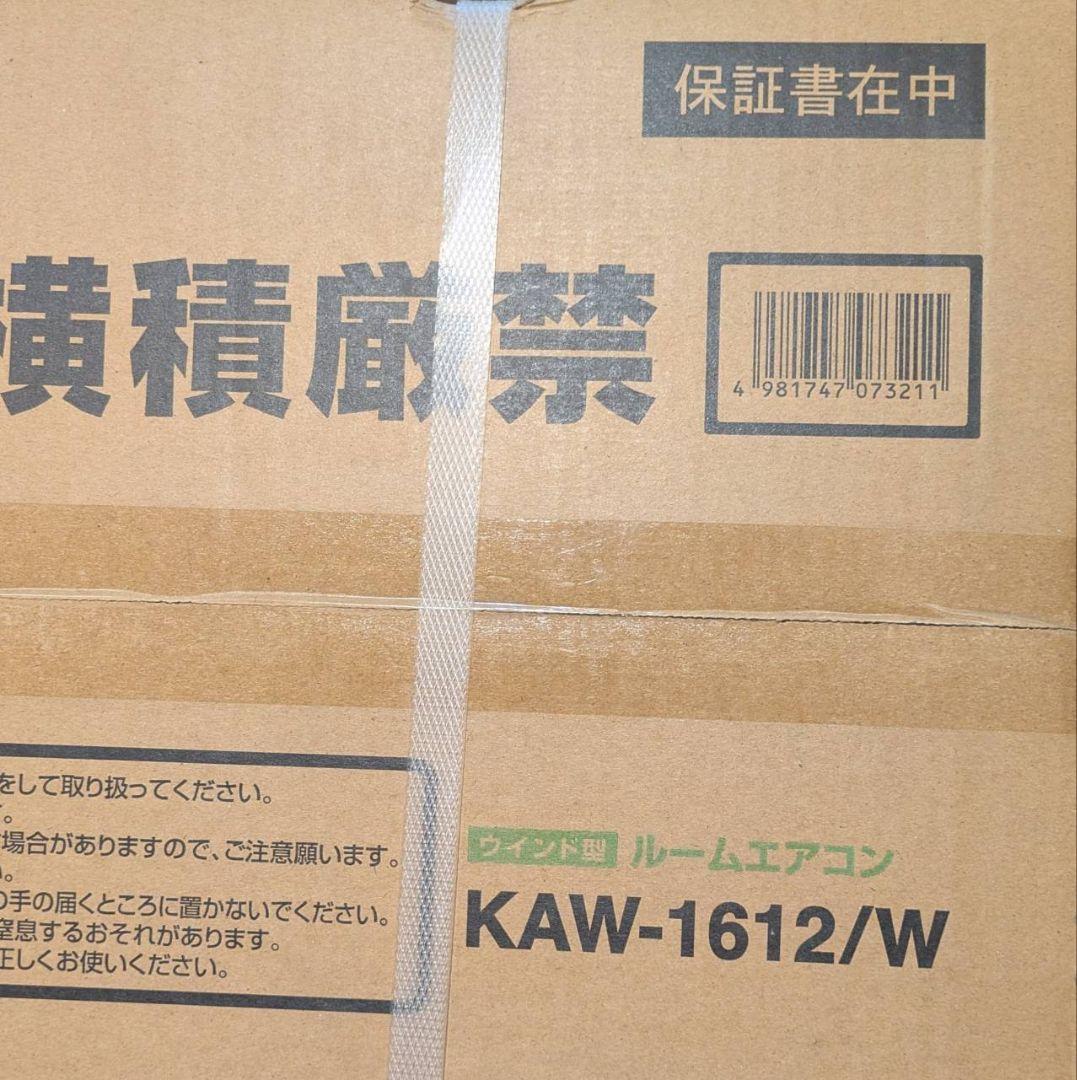 保証書在中
横積厳禁
4 981747 073211
をして取り扱ってください。
。
場合がありますので、ご注意願います。
。
の手の届くところに置かないでください。
窒息するおそれがあります。
正しくお使いください。
ウインド型 ルームエアコン
KAW-1612/W